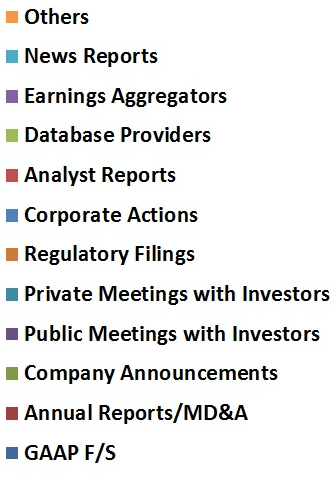 Others
News Reports
Earnings Aggregators
Database Providers
Analyst Reports
Corporate Actions
Regulatory Filings
Private Meetings with Investors
Public Meetings with Investors
Company Announcements
Annual Reports/MD&A
GAAP F/S